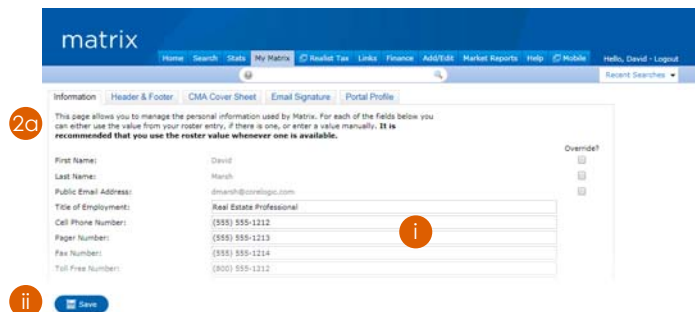 matrix
Home Search Stats My Matrix Realist Tax Links Finance Add/Edit Market Reports Help Mobile Hello, David - Logout
Recent Searches
Information Header & Footer CMA Cover Sheet Email Signature Portal Profile
2a
This page allows you to manage the personal information used by Matrix. For each of the fields below you
can either use the value from your roster entry, if there is one, or enter a value manually. It is
recommended that you use the roster value whenever one is available.
Override?
First Name: David
Last Name: Marsh
Public Email Address: dmarsh@corelogic.com
Title of Employment: Real Estate Professional
Cell Phone Number: (555) 555-1212
i
Pager Number: (555) 555-1213
Fax Number: (555) 555-1214
Toll Free Number: (800) 555-1212
ii Save